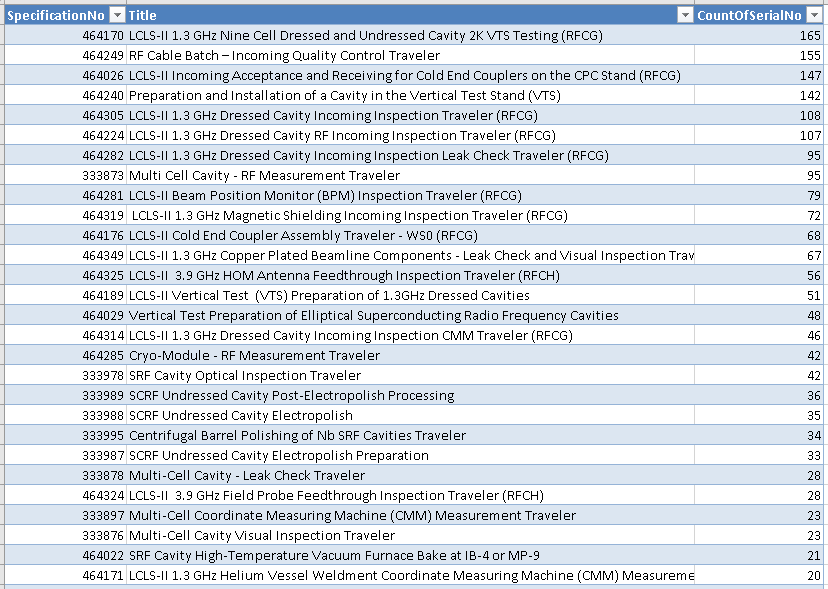 SpecificationNo Title CountOfSerialNo
464170 LCLS-II 1.3 GHz Nine Cell Dressed and Undressed Cavity 2K VTS Testing (RFCG) 165
464249 RF Cable Batch – Incoming Quality Control Traveler 155
464026 LCLS-II Incoming Acceptance and Receiving for Cold End Couplers on the CPC Stand (RFCG) 147
464240 Preparation and Installation of a Cavity in the Vertical Test Stand (VTS) 142
464305 LCLS-II 1.3 GHz Dressed Cavity Incoming Inspection Traveler (RFCG) 108
464224 LCLS-II 1.3 GHz Dressed Cavity RF Incoming Inspection Traveler (RFCG) 107
464282 LCLS-II 1.3 GHz Dressed Cavity Incoming Inspection Leak Check Traveler (RFCG) 95
333873 Multi Cell Cavity - RF Measurement Traveler 95
464281 LCLS-II Beam Position Monitor (BPM) Inspection Traveler (RFCG) 79
464319 LCLS-II 1.3 GHz Magnetic Shielding Incoming Inspection Traveler (RFCG) 72
464176 LCLS-II Cold End Coupler Assembly Traveler - WS0 (RFCG) 68
464349 LCLS-II 1.3 GHz Copper Plated Beamline Components - Leak Check and Visual Inspection Trav 67
464325 LCLS-II 3.9 GHz HOM Antenna Feedthrough Inspection Traveler (RFCH) 56
464189 LCLS-II Vertical Test (VTS) Preparation of 1.3GHz Dressed Cavities 51
464029 Vertical Test Preparation of Elliptical Superconducting Radio Frequency Cavities 48
464314 LCLS-II 1.3 GHz Dressed Cavity Incoming Inspection CMM Traveler (RFCG) 46
464285 Cryo-Module - RF Measurement Traveler 42
333978 SRF Cavity Optical Inspection Traveler 42
333989 SCRF Undressed Cavity Post-Electropolish Processing 36
333988 SCRF Undressed Cavity Electropolish 35
333995 Centrifugal Barrel Polishing of Nb SRF Cavities Traveler 34
333987 SCRF Undressed Cavity Electropolish Preparation 33
333878 Multi-Cell Cavity - Leak Check Traveler 28
464324 LCLS-II 3.9 GHz Field Probe Feedthrough Inspection Traveler (RFCH) 28
333897 Multi-Cell Coordinate Measuring Machine (CMM) Measurement Traveler 23
333876 Multi-Cell Cavity Visual Inspection Traveler 23
464022 SRF Cavity High-Temperature Vacuum Furnace Bake at IB-4 or MP-9 21
464171 LCLS-II 1.3 GHz Helium Vessel Weldment Coordinate Measuring Machine (CMM) Measureme 20